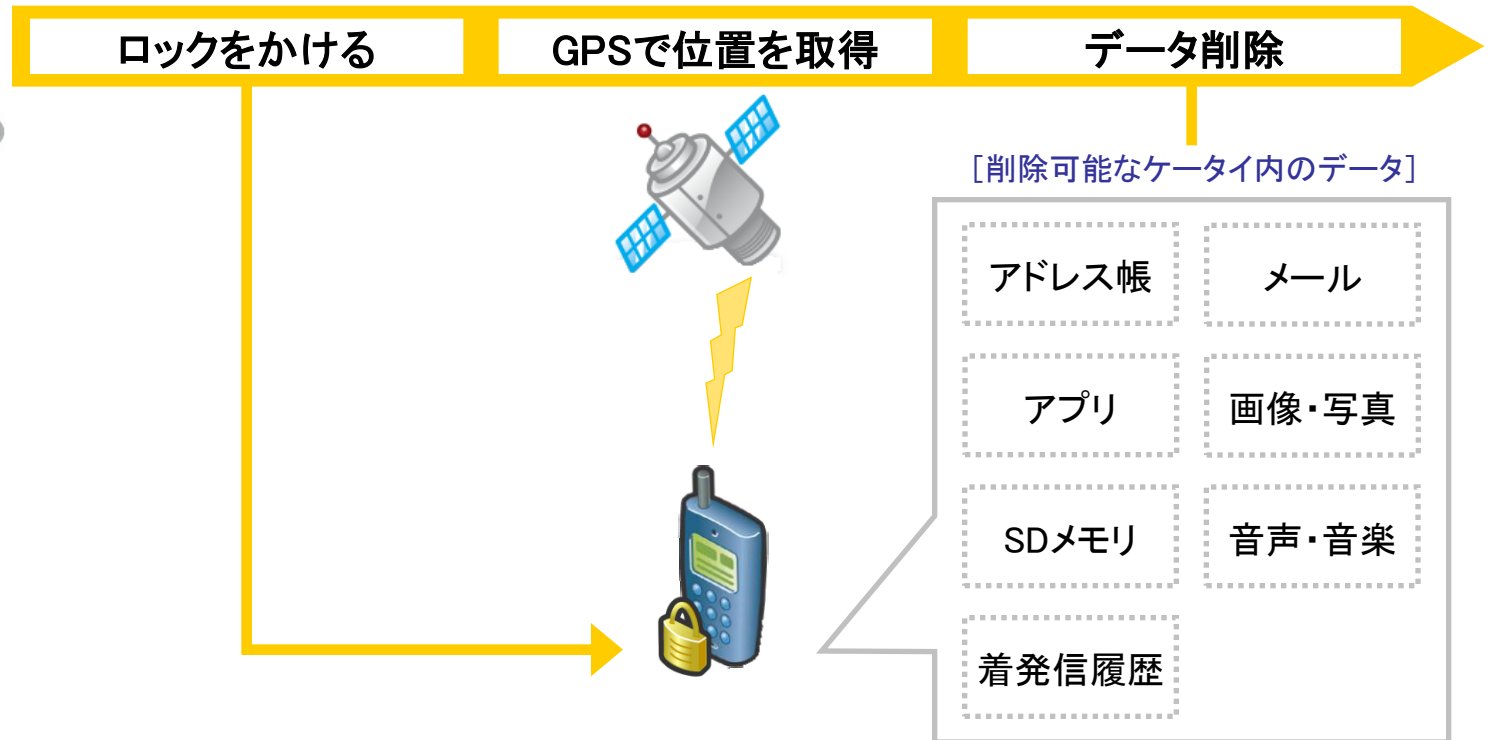 ロックをかける
GPSで位置を取得
データ削除
[削除可能なケータイ内のデータ]
アドレス帳
メール
アプリ
画像・写真
SDメモリ
音声・音楽
着発信履歴